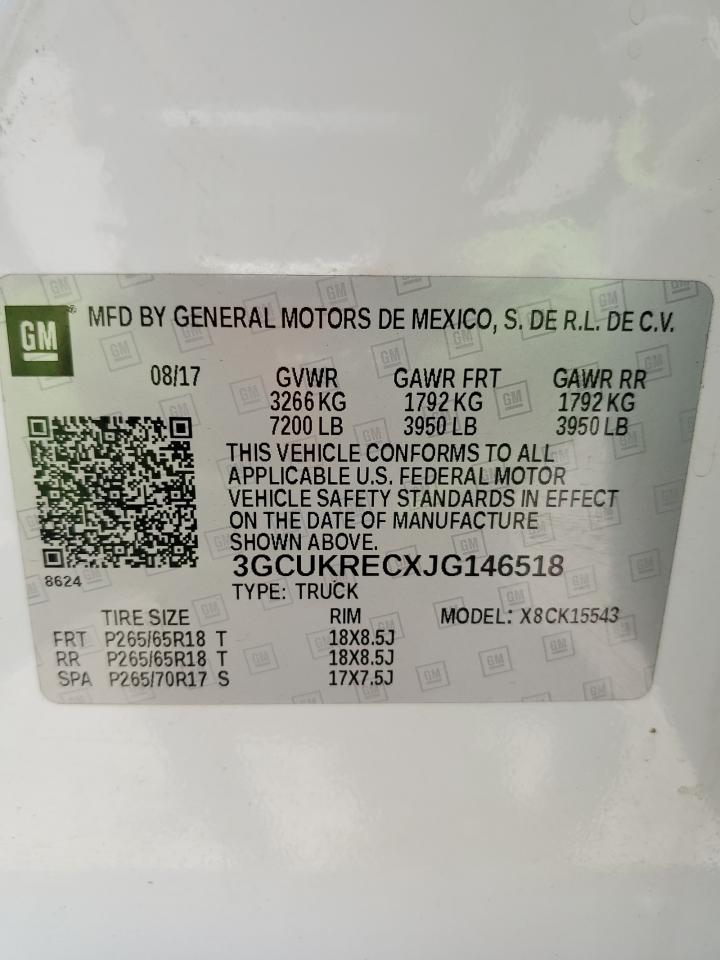 GM ® MFD BY GENERAL MOTORS DE MEXICO, S. DE R.L. DE C.V.
08/17 GVWR GAWR FRT GAWR RR
3266 KG 1792 KG 1792 KG
7200 LB 3950 LB 3950 LB
THIS VEHICLE CONFORMS TO ALL
APPLICABLE U.S. FEDERAL MOTOR
VEHICLE SAFETY STANDARDS IN EFFECT
ON THE DATE OF MANUFACTURE
SHOWN ABOVE.
3GCUKRECXJG146518
8624
TYPE: TRUCK
TIRE SIZE RIM MODEL: X8CK15543
FRT P265/65R18 T 18X8.5J
RR P265/65R18 T 18X8.5J
SPA P265/70R17 S 17X7.5J